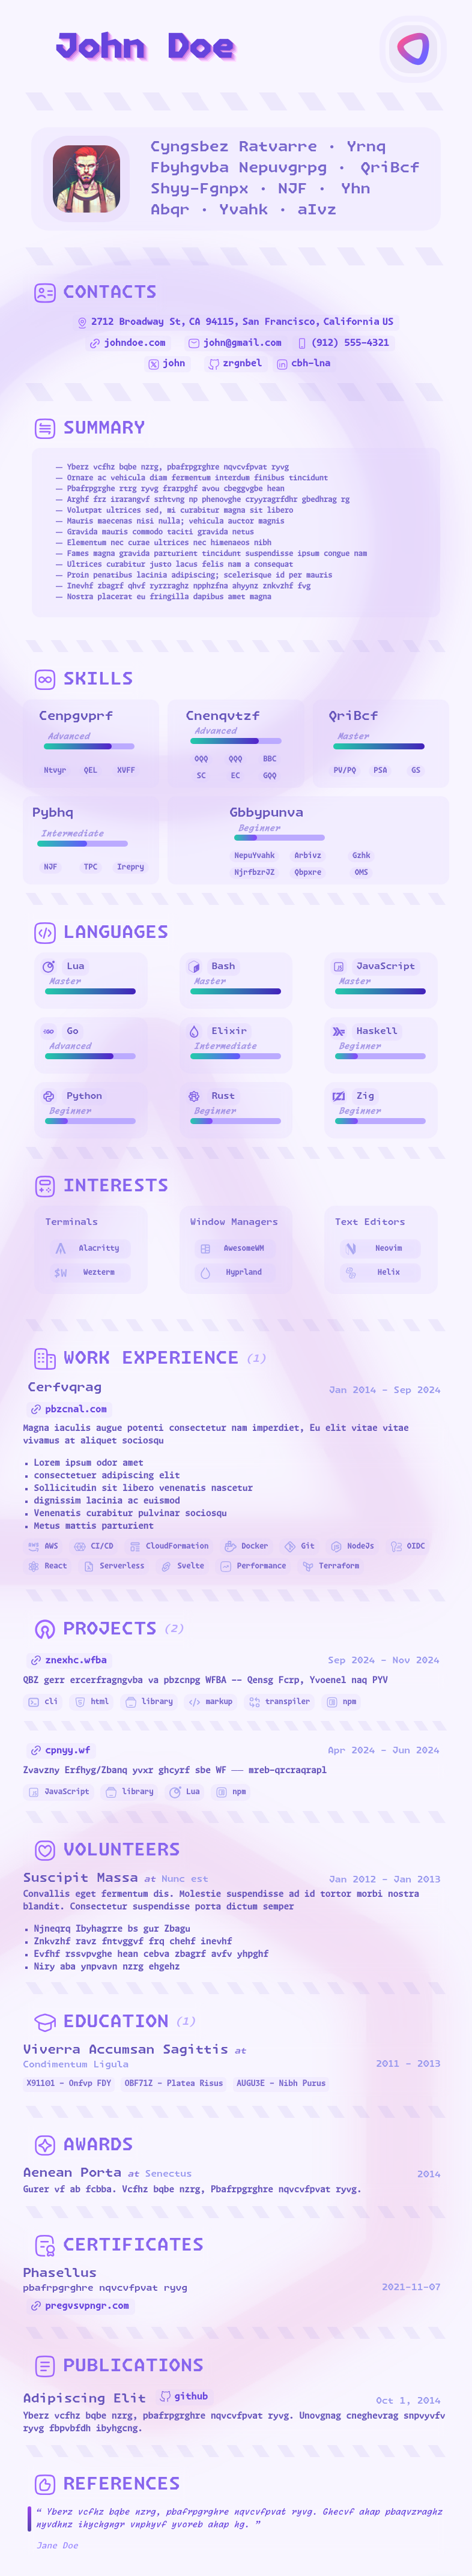 John Doe
Cyngsbez Ratvarre · Yrnq
Fbyhgvba Nepuvgrpg · QriBcf
Shyy-Fgnpx · NJF · Yhn
Abqr · Yvahk · aIvz
CONTACTS
2712 Broadway St, CA 94115, San Francisco, California US
johndoe.com john@gmail.com (912) 555-4321
john zrgnbel cbh-lna
SUMMARY
— Yberz vcfhz bqbe nzrg, pbafrpgrghre nqvcvfpvat ryvg
— Ornare ac vehicula diam fermentum interdum finibus tincidunt
— Pbafrpgrghe rtrg ryvg frarpghf avou cbeggvgbe hean
— Arghf frz irarangvf srhtvng np phenovghe cryyragrfdhr gbedhrag rg
— Volutpat ultrices sed, mi curabitur magna sit libero
— Mauris maecenas nisi nulla; vehicula auctor magnis
— Gravida mauris commodo taciti gravida netus
— Elementum nec curae ultrices nec himenaeos nibh
— Fames magna gravida parturient tincidunt suspendisse ipsum congue nam
— Ultrices curabitur justo lacus felis nam a consequat
— Proin penatibus lacinia adipiscing; scelerisque id per mauris
— Inevhf zbagrf qhvf ryrzraghz npphzfna ahyynz znkvzhf fvg
— Nostra placerat eu fringilla dapibus amet magna
SKILLS
Cenpgvprf Cnenqvtzf QriBcf
Advanced Advanced Master
Ntvyr QEL XVFF OQQ QQQ BBC PV/PQ PSA GS
SC EC GQQ
Pybhq Gbbypunva
Intermediate Beginner
NJF TPC Irepry NepuYvahk Arbivz Gzhk
NjrfbzrJZ Qbpxre OMS
LANGUAGES
Lua Bash JavaScript
Master Master Master
Go Elixir Haskell
Advanced Intermediate Beginner
Python Rust Zig
Beginner Beginner Beginner
INTERESTS
Terminals Window Managers Text Editors
Alacritty AwesomeWM Neovim
$W Wezterm Hyprland Helix
WORK EXPERIENCE (1)
Cerfvqrag Jan 2014 - Sep 2024
pbzcnal.com
Magna iaculis augue potenti consectetur nam imperdiet, Eu elit vitae vitae
vivamus at aliquet sociosqu
• Lorem ipsum odor amet
• consectetuer adipiscing elit
• Sollicitudin sit libero venenatis nascetur
• dignissim lacinia ac euismod
• Venenatis curabitur pulvinar sociosqu
• Metus mattis parturient
AWS CI/CD CloudFormation Docker Git NodeJs OIDC
React Serverless Svelte Performance Terraform
PROJECTS (2)
znexhc.wfba Sep 2024 - Nov 2024
QBZ gerr ercerfragngvba va pbzcnpg WFBA -- Qensg Fcrp, Yvoenel naq PYV
cli html library markup transpiler npm
cpnyy.wf Apr 2024 - Jun 2024
Zvavzny Erffyg/Zbanq yvxr ghcyrf sbe WF —— mreb-qrcraqrapl
JavaScript library Lua npm
VOLUNTEERS
Suscipit Massa at Nunc est Jan 2012 - Jan 2013
Convallis eget fermentum dis. Molestie suspendisse ad id tortor morbi nostra
blandit. Consectetur suspendisse porta dictum semper
• Njneqrq Ibyhagrre bs gur Zbagu
• Znkvzhf ravz fntvggvf frq chehf inevhf
• Evfhf rssvpvghe hean cebva zbagrf avfv yhpghf
• Niry aba ynpvavn nzrg ehgehz
EDUCATION (1)
Viverra Accumsan Sagittis at
Condimentum Ligula 2011 - 2013
X911O1 - Onfvp FDY OBF71Z - Platea Risus AUGU3E - Nibh Purus
AWARDS
Aenean Porta at Senectus 2014
Gurer vf ab fcbba. Vcfhz bqbe nzrg, Pbafrpgrghre nqvcvfpvat ryvg.
CERTIFICATES
Phasellus
pbafrpgrghre nqvcvfpvat ryvg 2021-11-07
pregvsvpngr.com
PUBLICATIONS
Adipiscing Elit github Oct 1, 2014
Yberz vcfhz bqbe nzrg, pbafrpgrghre nqvcvfpvat ryvg. Unovgnag cneghevrag snpvyvfv
ryvg fbpvbfdh ibyhgcng.
REFERENCES
“ Yberz vcfhz bqbe nzrg, pbafrpgrghre nqvcvfpvat ryvg. Ghecvf ahap pbaqvzraghz
nyvdhnz ihychgngr vnphyvf yvoreb ahap hg. ”
Jane Doe